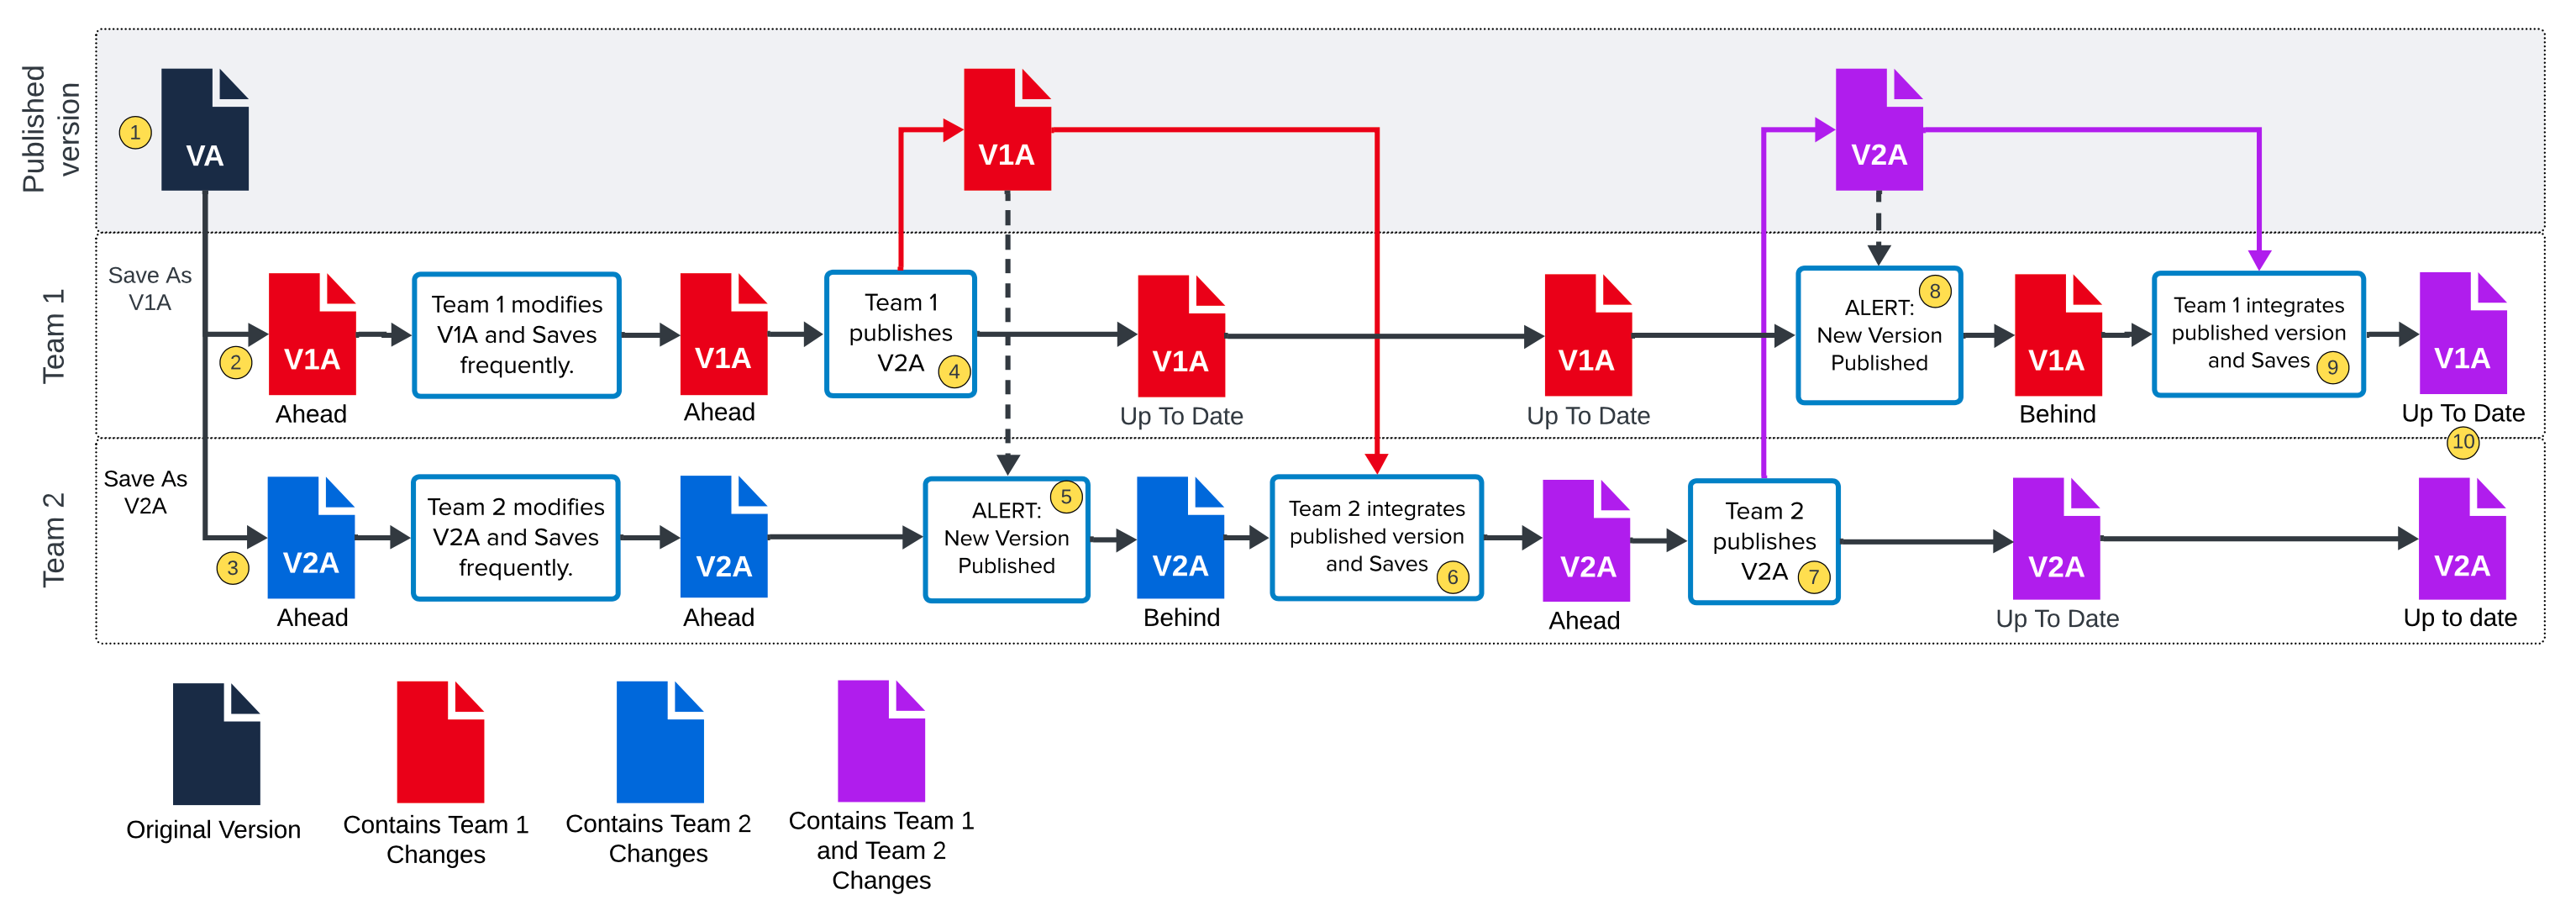 Published
version
1
VA
V1A
V2A
Team 1
Save As
V1A
2
V1A
Ahead
Team 1 modifies
V1A and Saves
frequently.
V1A
Ahead
Team 1
publishes
V2A
4
V1A
Up To Date
V1A
Up To Date
8
ALERT:
New Version
Published
V1A
Behind
Team 1 integrates
published version
and Saves
9
V1A
Up To Date
10
Team 2
Save As
V2A
3
V2A
Ahead
Team 2 modifies
V2A and Saves
frequently.
V2A
Ahead
5
ALERT:
New Version
Published
V2A
Behind
Team 2 integrates
published version
and Saves
6
V2A
Ahead
Team 2
publishes
V2A
7
V2A
Up To Date
V2A
Up to date
Original Version
Contains Team 1
Changes
Contains Team 2
Changes
Contains Team 1
and Team 2
Changes